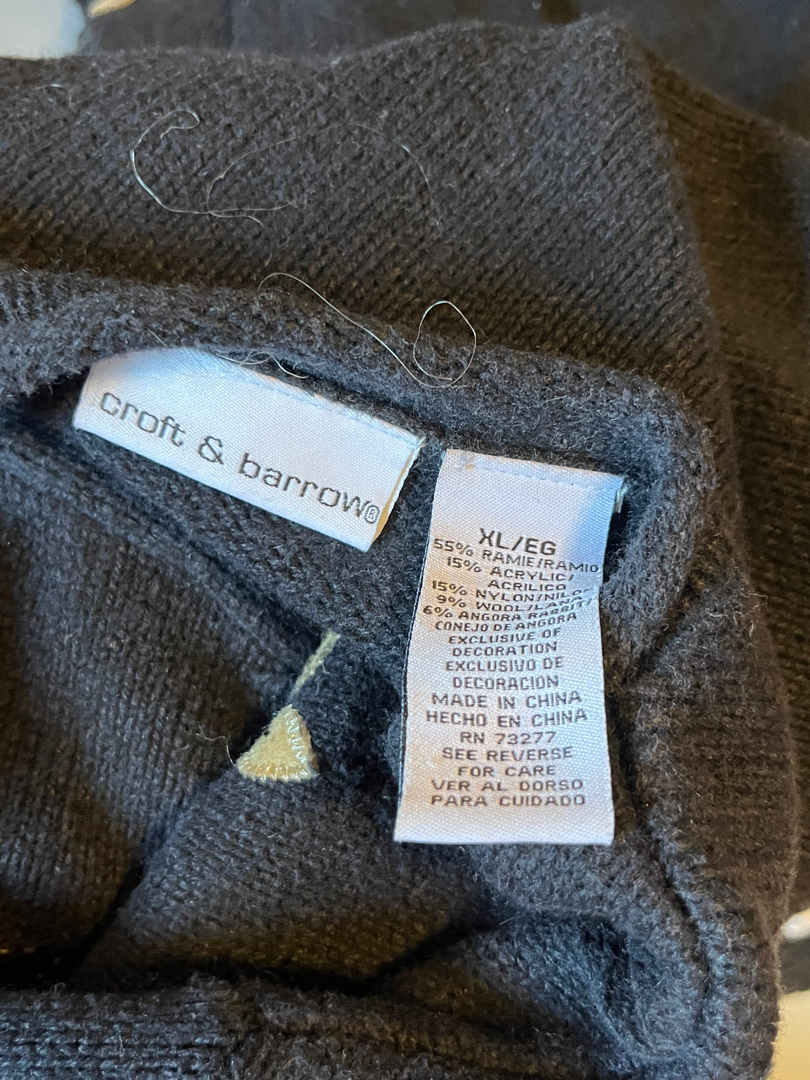 croft & barrow®
XL/EG
55% RAMIE/RAMIO
15% ACRYLIC/
ACRILICO
15% NYLON/NILON
9% WOOL/LANA
6% ANGORA RABBIT/
CONEJO DE ANGORA
EXCLUSIVE OF
DECORATION
EXCLUSIVO DE
DECORACION
MADE IN CHINA
HECHO EN CHINA
RN 73277
SEE REVERSE
FOR CARE
VER AL DORSO
PARA CUIDADO